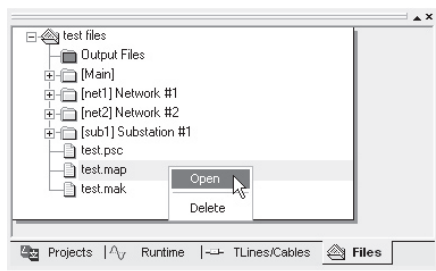 test files
Output Files
[Main]
[net1] Network #1
[net2] Network #2
[sub1] Substation #1
test.psc
test.map
test.mak
Open
Delete
Projects Runtime TLines/Cables Files